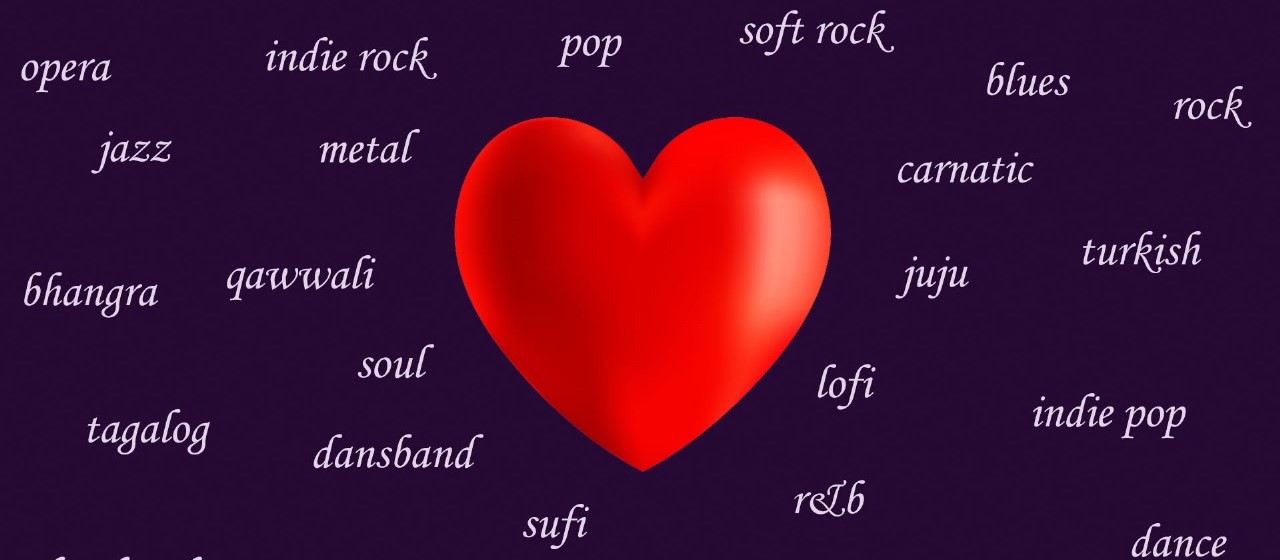 opera
indie rock
pop
soft rock
blues
rock
jazz
metal
carnatic
bhangra
qawwali
juju
turkish
soul
lofi
tagalog
dansband
indie pop
sufi
r&b
dance